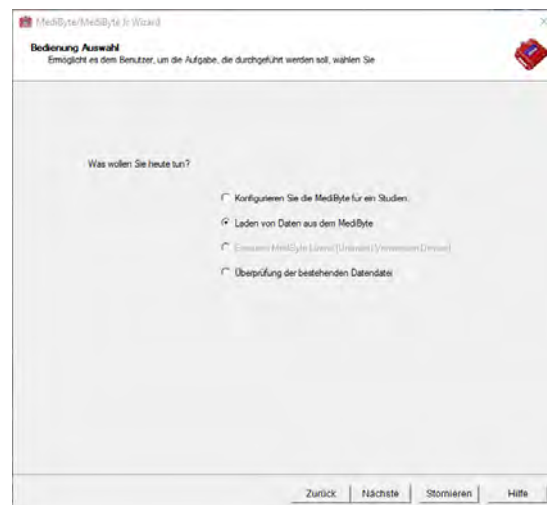 MediByte/MediByte Jr Wizard
Bedienung Auswahl
Ermöglicht es dem Benutzer, um die Aufgabe, die durchgeführt werden soll, wählen Sie
Was wollen Sie heute tun?
Konfigurieren Sie die MediByte für ein Studien.
Laden von Daten aus dem MediByte
MediByte
Überprüfung der bestehenden Datendatei
Zurück
Nächste
Stornieren
Hilfe